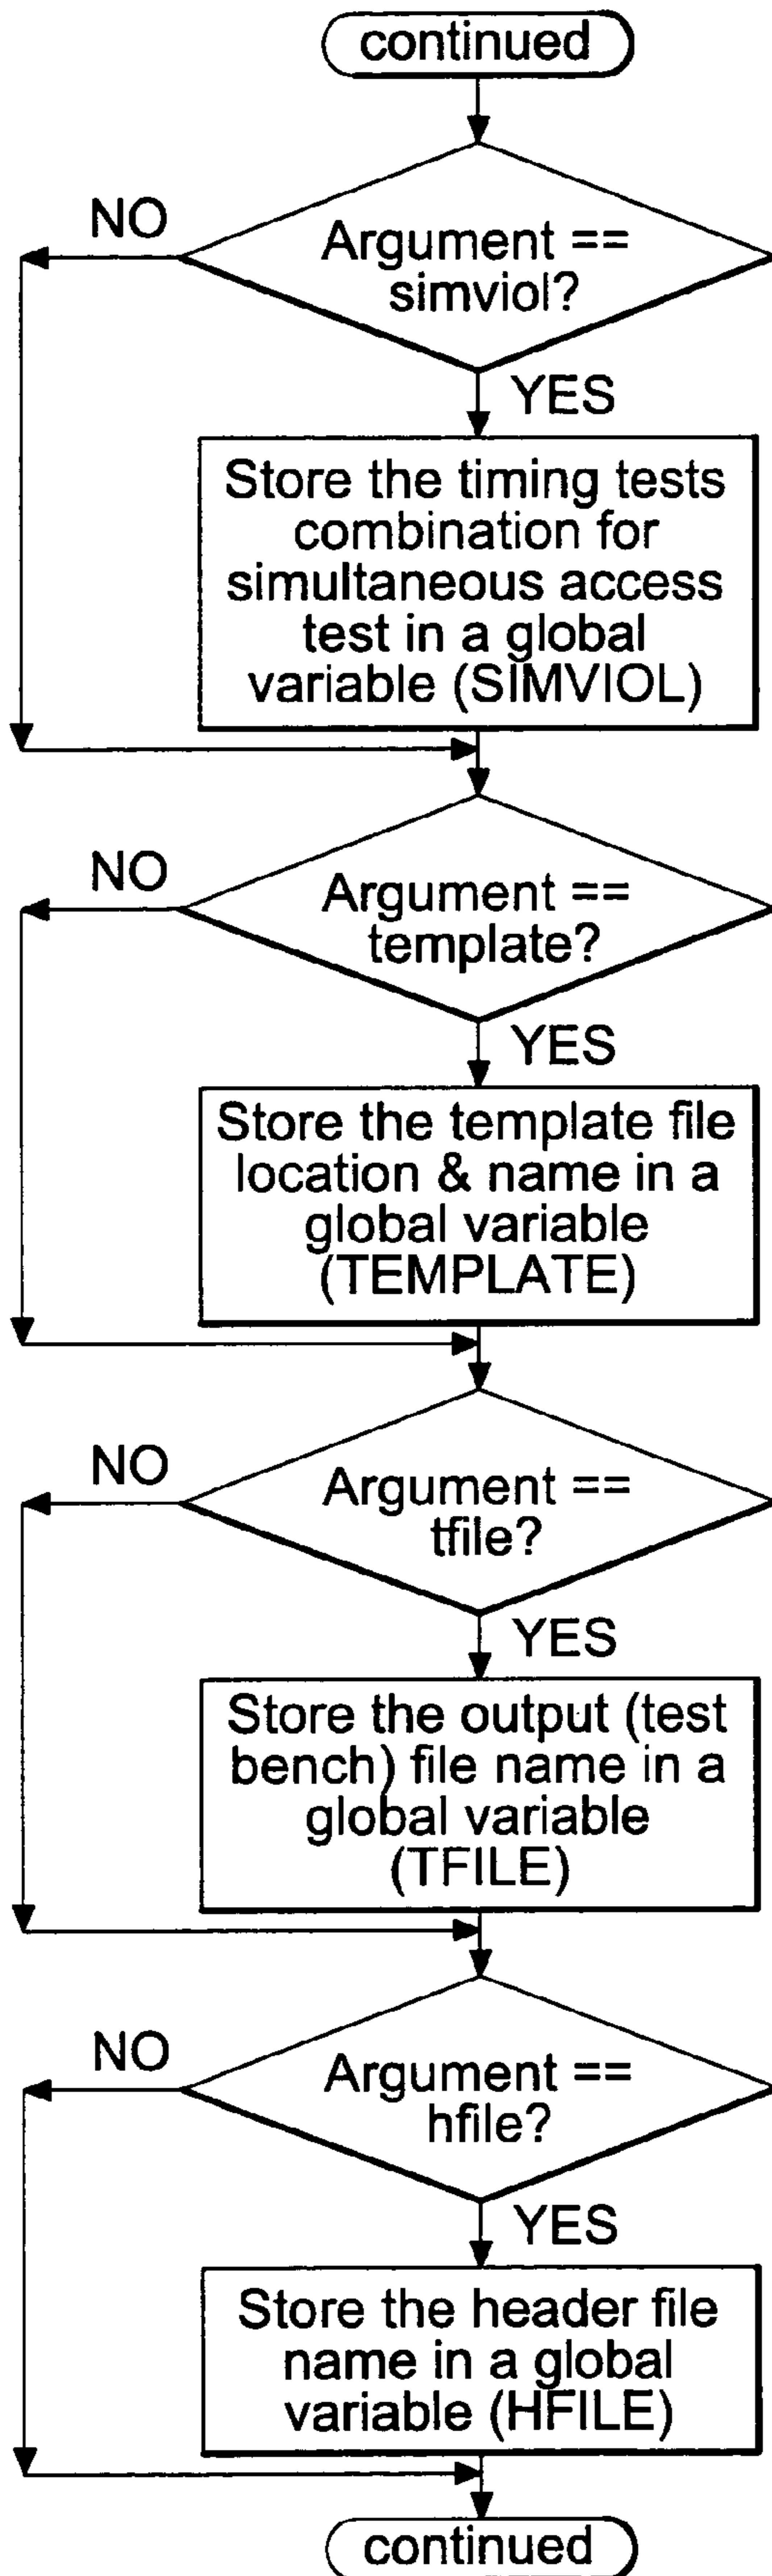 continued
NO
Argument ==
simviol?
YES
Store the timing tests
combination for
simultaneous access
test in a global
variable (SIMVIOL)
NO
Argument ==
template?
YES
Store the template file
location & name in a
global variable
(TEMPLATE)
NO
Argument ==
tfile?
YES
Store the output (test
bench) file name in a
global variable
(TFILE)
NO
Argument ==
hfile?
YES
Store the header file
name in a global
variable (HFILE)
continued